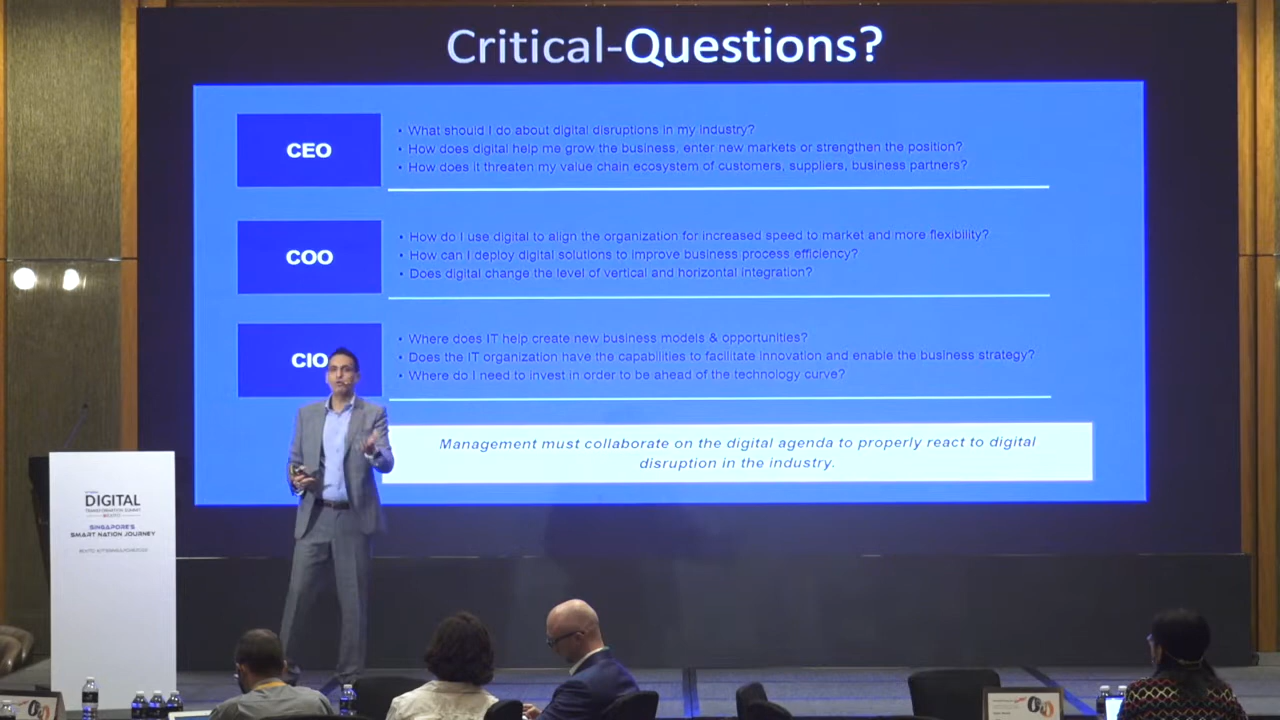 Critical-Questions?
CEO
• What should I do about digital disruptions in my industry?
• How does digital help me grow the business, enter new markets or strengthen the position?
• How does it threaten my value chain ecosystem of customers, suppliers, business partners?
COO
• How do I use digital to align the organization for increased speed to market and more flexibility?
• How can I deploy digital solutions to improve business process efficiency?
• Does digital change the level of vertical and horizontal integration?
CIO
• Where does IT help create new business models & opportunities?
• Does the IT organization have the capabilities to facilitate innovation and enable the business strategy?
• Where do I need to invest in order to be ahead of the technology curve?
Management must collaborate on the digital agenda to properly react to digital
disruption in the industry.
DIGITAL
TRANSFORMATION SUMMIT
SINGAPORE'S
SMART NATION JOURNEY